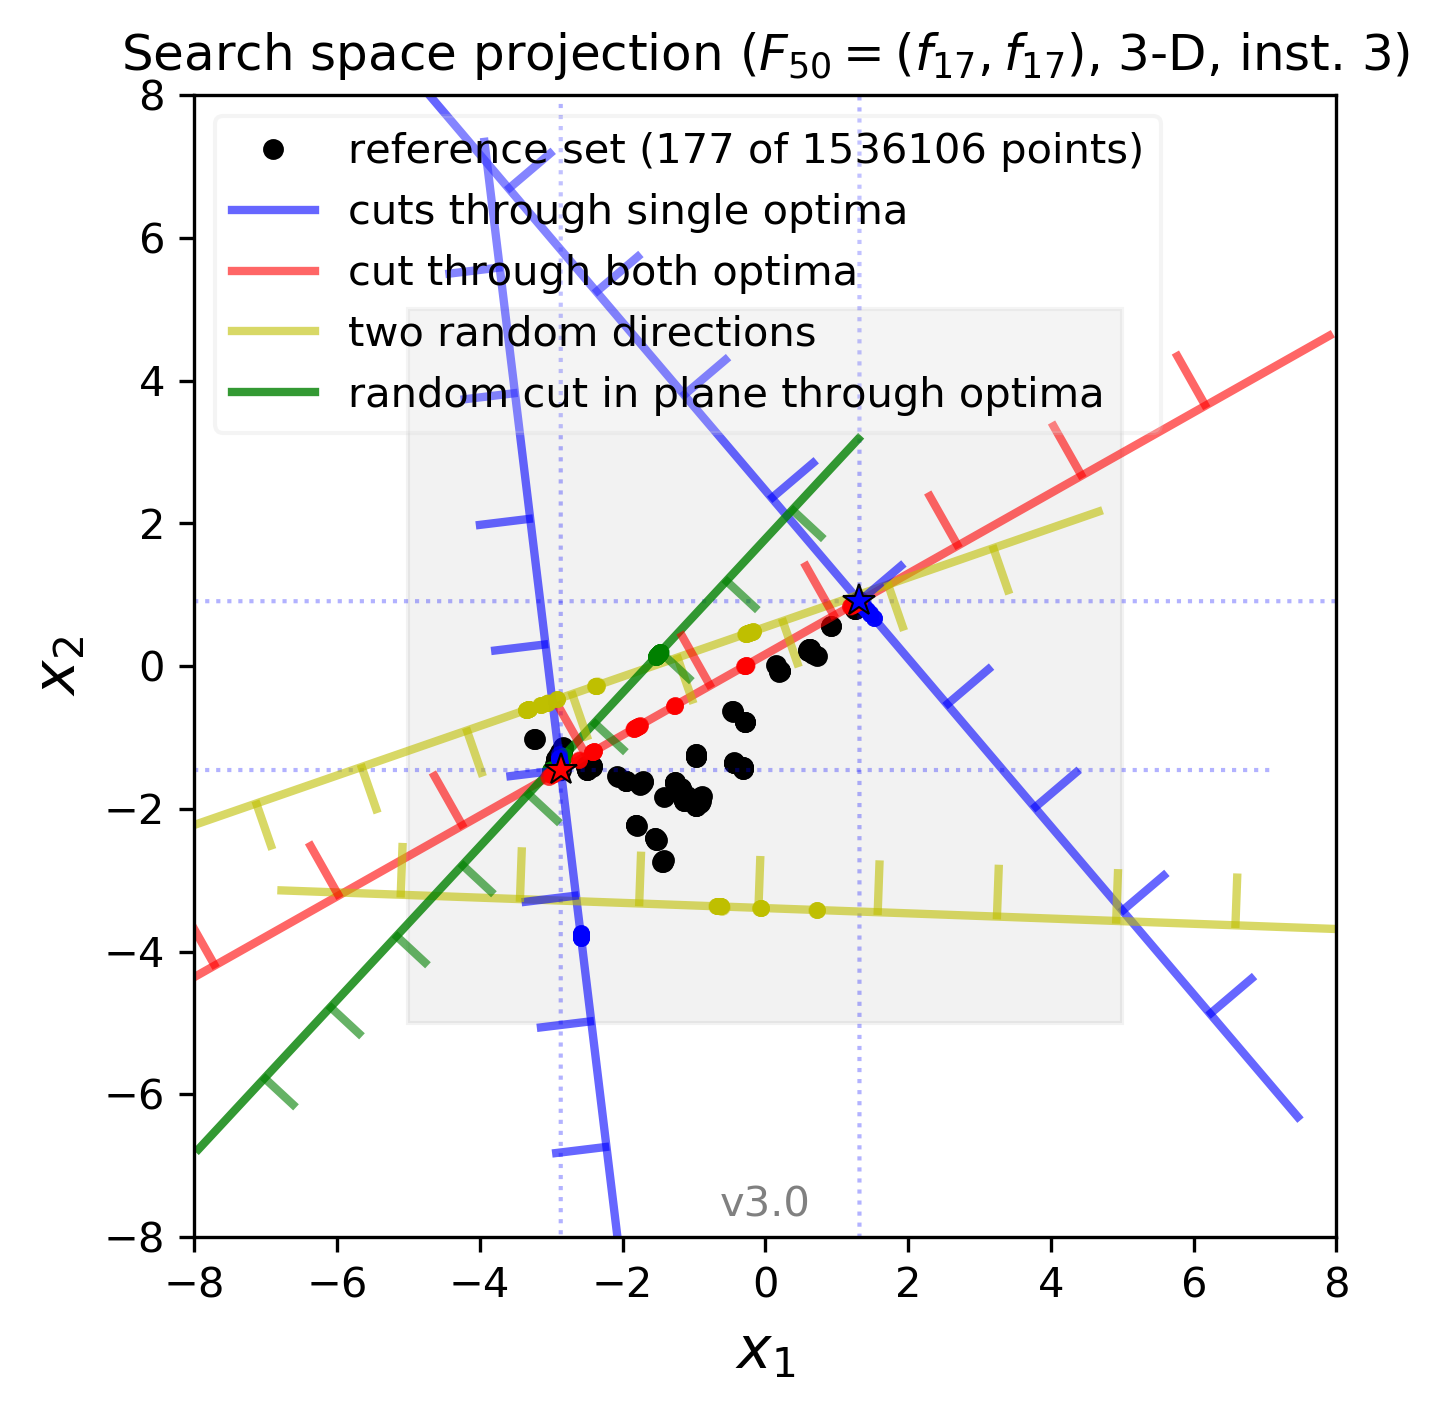 Search space projection (F50 = (f17, f17), 3-D, inst. 3)
8
6
4
2
0
−2
−4
−6
−8
x2
reference set (177 of 1536106 points)
cuts through single optima
cut through both optima
two random directions
random cut in plane through optima
v3.0
−8 −6 −4 −2 0 2 4 6 8
x1